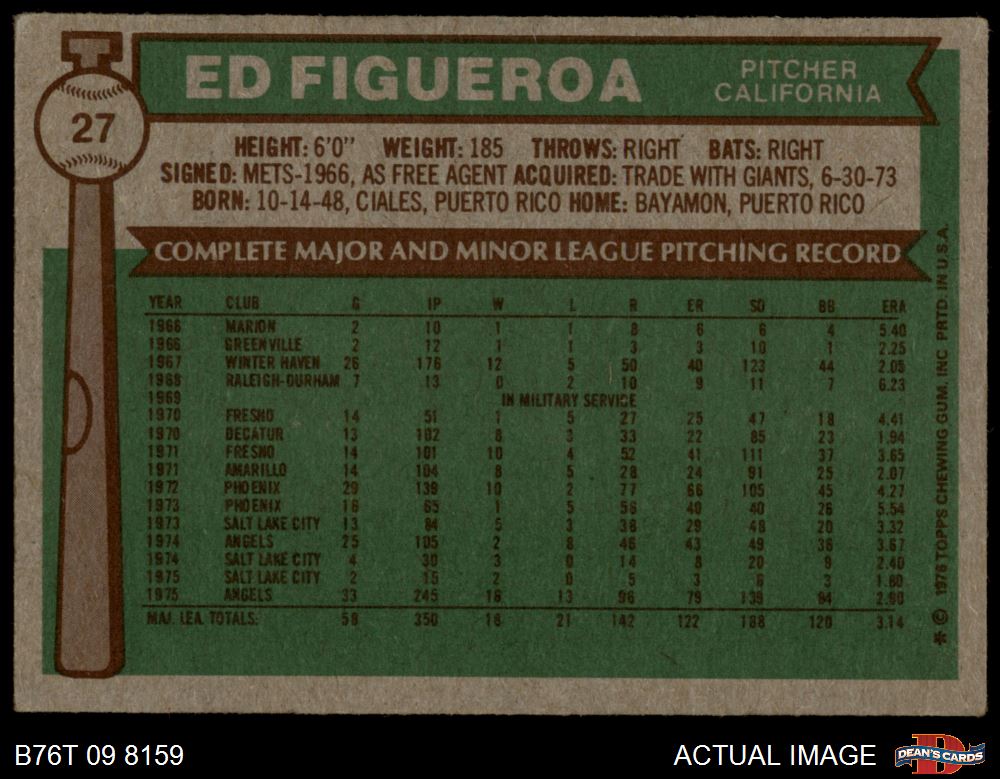 ED FIGUEROA
PITCHER
CALIFORNIA
27
HEIGHT: 6'0" WEIGHT: 185 THROWS: RIGHT BATS: RIGHT
SIGNED: METS-1966, AS FREE AGENT ACQUIRED: TRADE WITH GIANTS, 6-30-73
BORN: 10-14-48, CIALES, PUERTO RICO HOME: BAYAMON, PUERTO RICO
COMPLETE MAJOR AND MINOR LEAGUE PITCHING RECORD
YEAR CLUB G IP W L R ER SO BB ERA
1966 MARION 2 10 1 1 8 6 6 4 5.40
1966 GREENVILLE 2 12 1 1 3 3 10 1 2.25
1967 WINTER HAVEN 26 176 12 5 50 40 123 44 2.05
1968 RALEIGH-DURHAM 7 13 0 2 10 9 11 7 6.23
1969 IN MILITARY SERVICE
1970 FRESNO 14 51 1 5 27 25 47 18 4.41
1970 DECATUR 13 102 8 3 33 22 85 23 1.94
1971 FRESNO 14 101 10 4 52 41 111 37 3.65
1971 AMARILLO 14 104 8 5 28 24 91 25 2.07
1972 PHOENIX 29 139 10 2 77 66 105 45 4.27
1973 PHOENIX 16 65 1 5 56 40 40 26 5.54
1973 SALT LAKE CITY 13 84 5 3 38 29 48 20 3.32
1974 ANGELS 25 105 2 8 46 43 49 36 3.67
1974 SALT LAKE CITY 4 30 3 0 14 8 20 9 2.40
1975 SALT LAKE CITY 2 15 2 0 5 3 6 3 1.80
1975 ANGELS 33 245 16 13 96 79 139 84 2.90
MAJ. LEA. TOTALS: 58 350 18 21 142 122 188 120 3.14
* © 1976 TOPPS CHEWING GUM, INC PRTD. IN U.S.A.
B76T 09 8159
ACTUAL IMAGE
DEAN'S CARDS